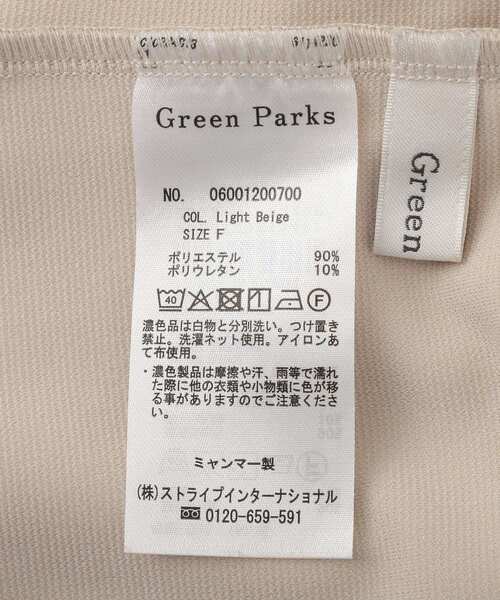 Green Parks
NO. 06001200700
COL. Light Beige
SIZE F
ポリエステル 90%
ポリウレタン 10%
40 F
濃色品は白物と分別洗い。つけ置き
禁止。洗濯ネット使用。アイロンあ
て布使用。
・濃色製品は摩擦や汗、雨等で濡れ
た際に他の衣類や小物類に色が移
る事がありますのでご注意くださ
い。
ミャンマー製
(株)ストライプインターナショナル
0120-659-591
Green